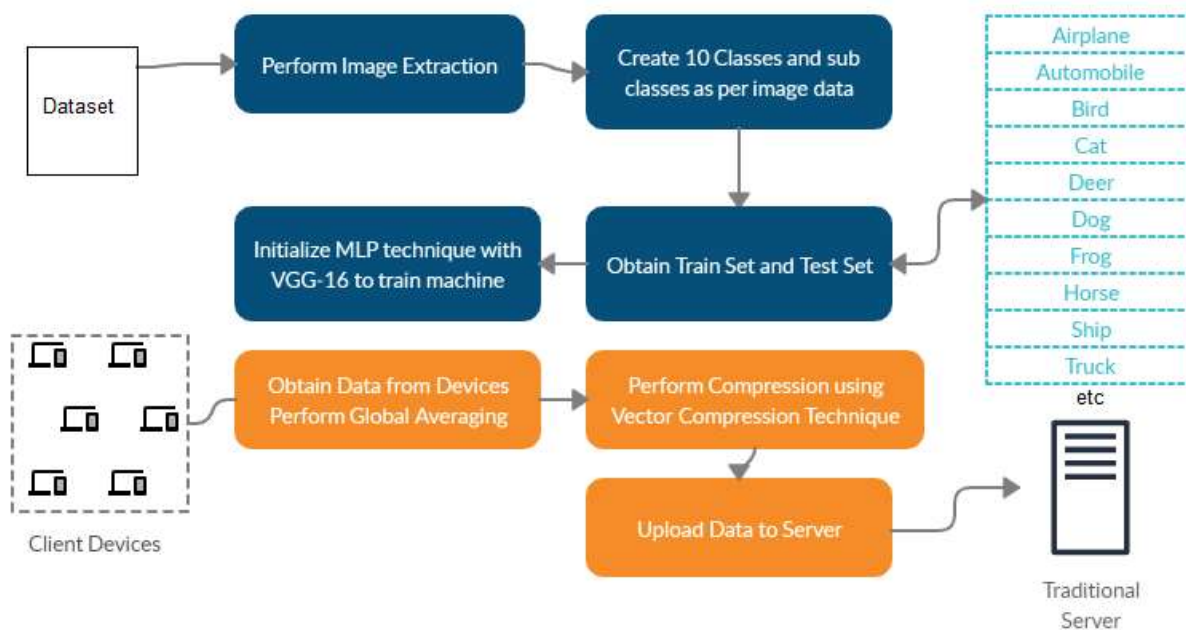 Dataset
Perform Image Extraction
Create 10 Classes and sub
classes as per image data
Airplane
Automobile
Bird
Cat
Deer
Dog
Frog
Horse
Ship
Truck
etc
Initialize MLP technique with
VGG-16 to train machine
Obtain Train Set and Test Set
Obtain Data from Devices
Perform Global Averaging
Perform Compression using
Vector Compression Technique
Upload Data to Server
Client Devices
Traditional
Server